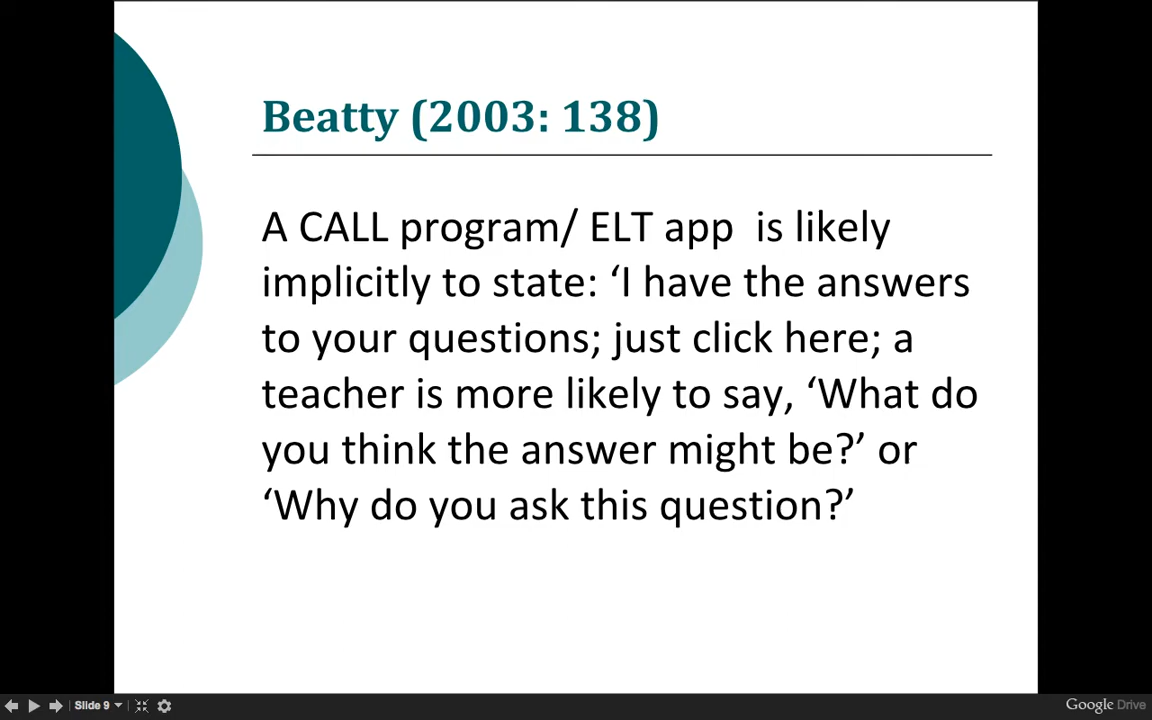 Beatty (2003: 138)
A CALL program/ ELT app  is likely
implicitly to state: ‘I have the answers
to your questions; just click here; a
teacher is more likely to say, ‘What do
you think the answer might be?’ or
‘Why do you ask this question?’
Slide 9
Google Drive